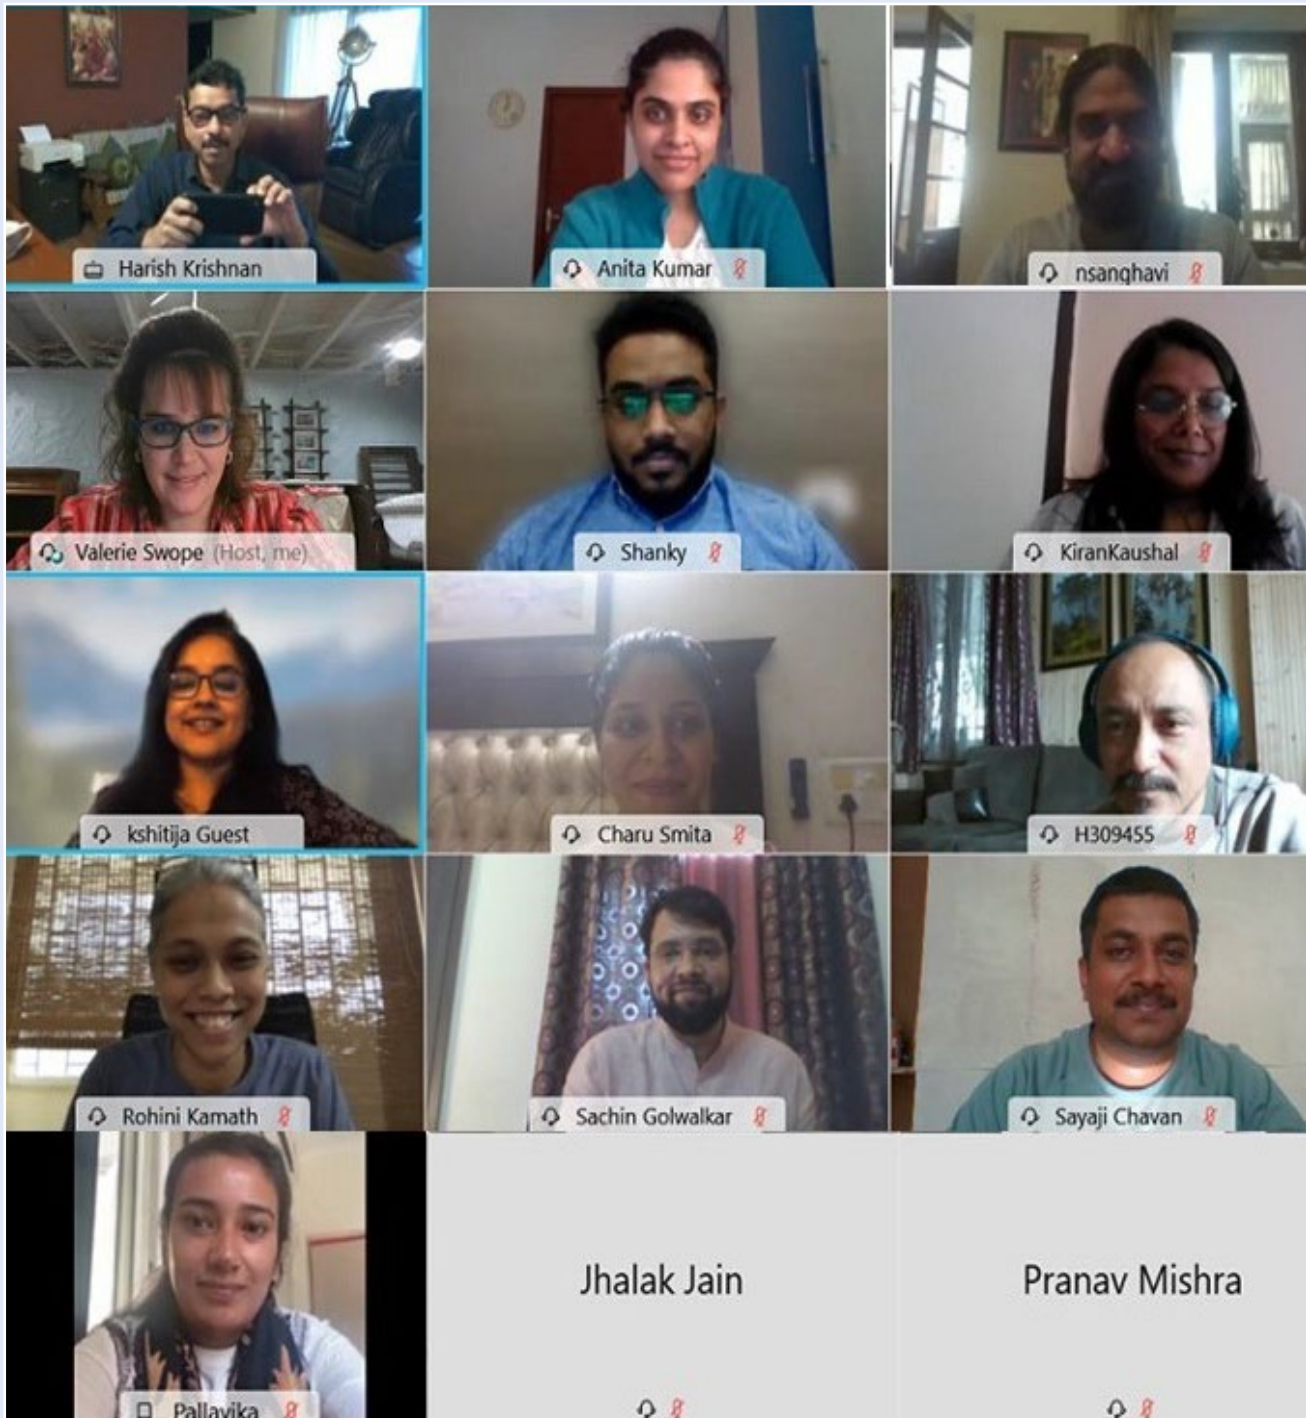 Harish Krishnan
Anita Kumar
nsanghavi
Valerie Swope (Host, me)
Shanky
KiranKaushal
kshitija Guest
Charu Smita
H309455
Rohini Kamath
Sachin Golwalkar
Sayaji Chavan
Pallavika
Jhalak Jain
Pranav Mishra